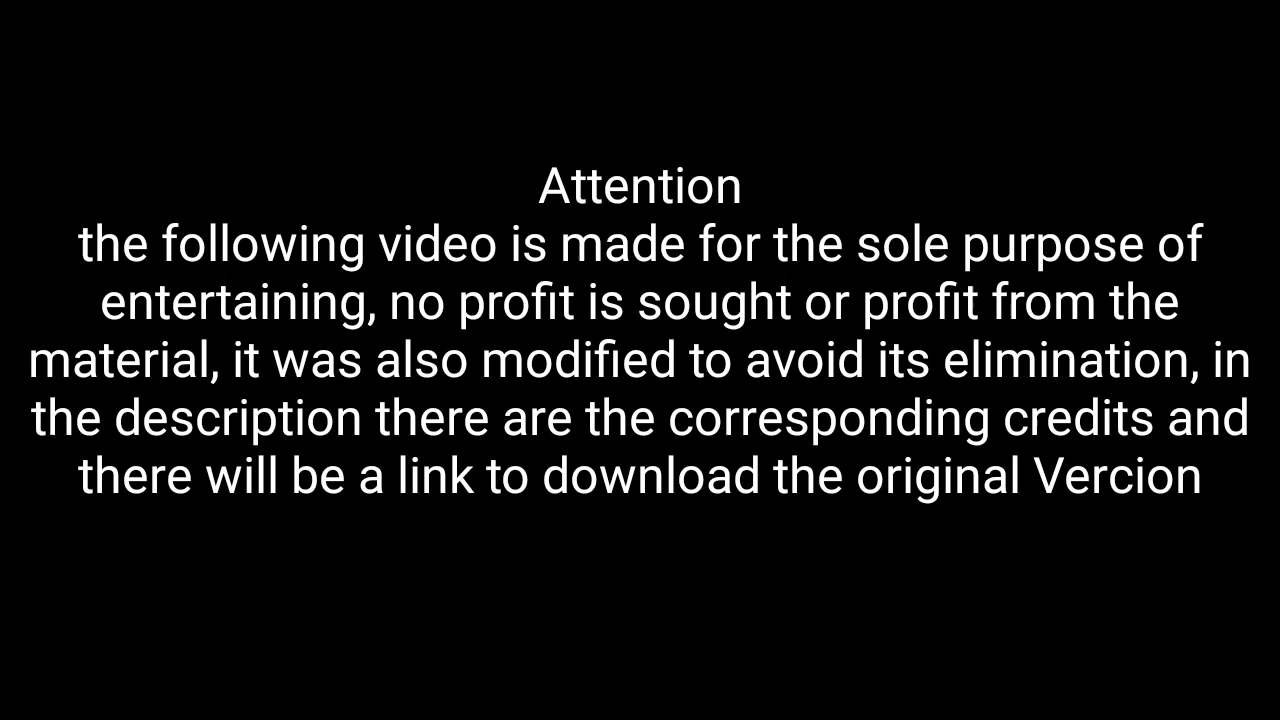 Attention
the following video is made for the sole purpose of
entertaining, no profit is sought or profit from the
material, it was also modified to avoid its elimination, in
the description there are the corresponding credits and
there will be a link to download the original Vercion